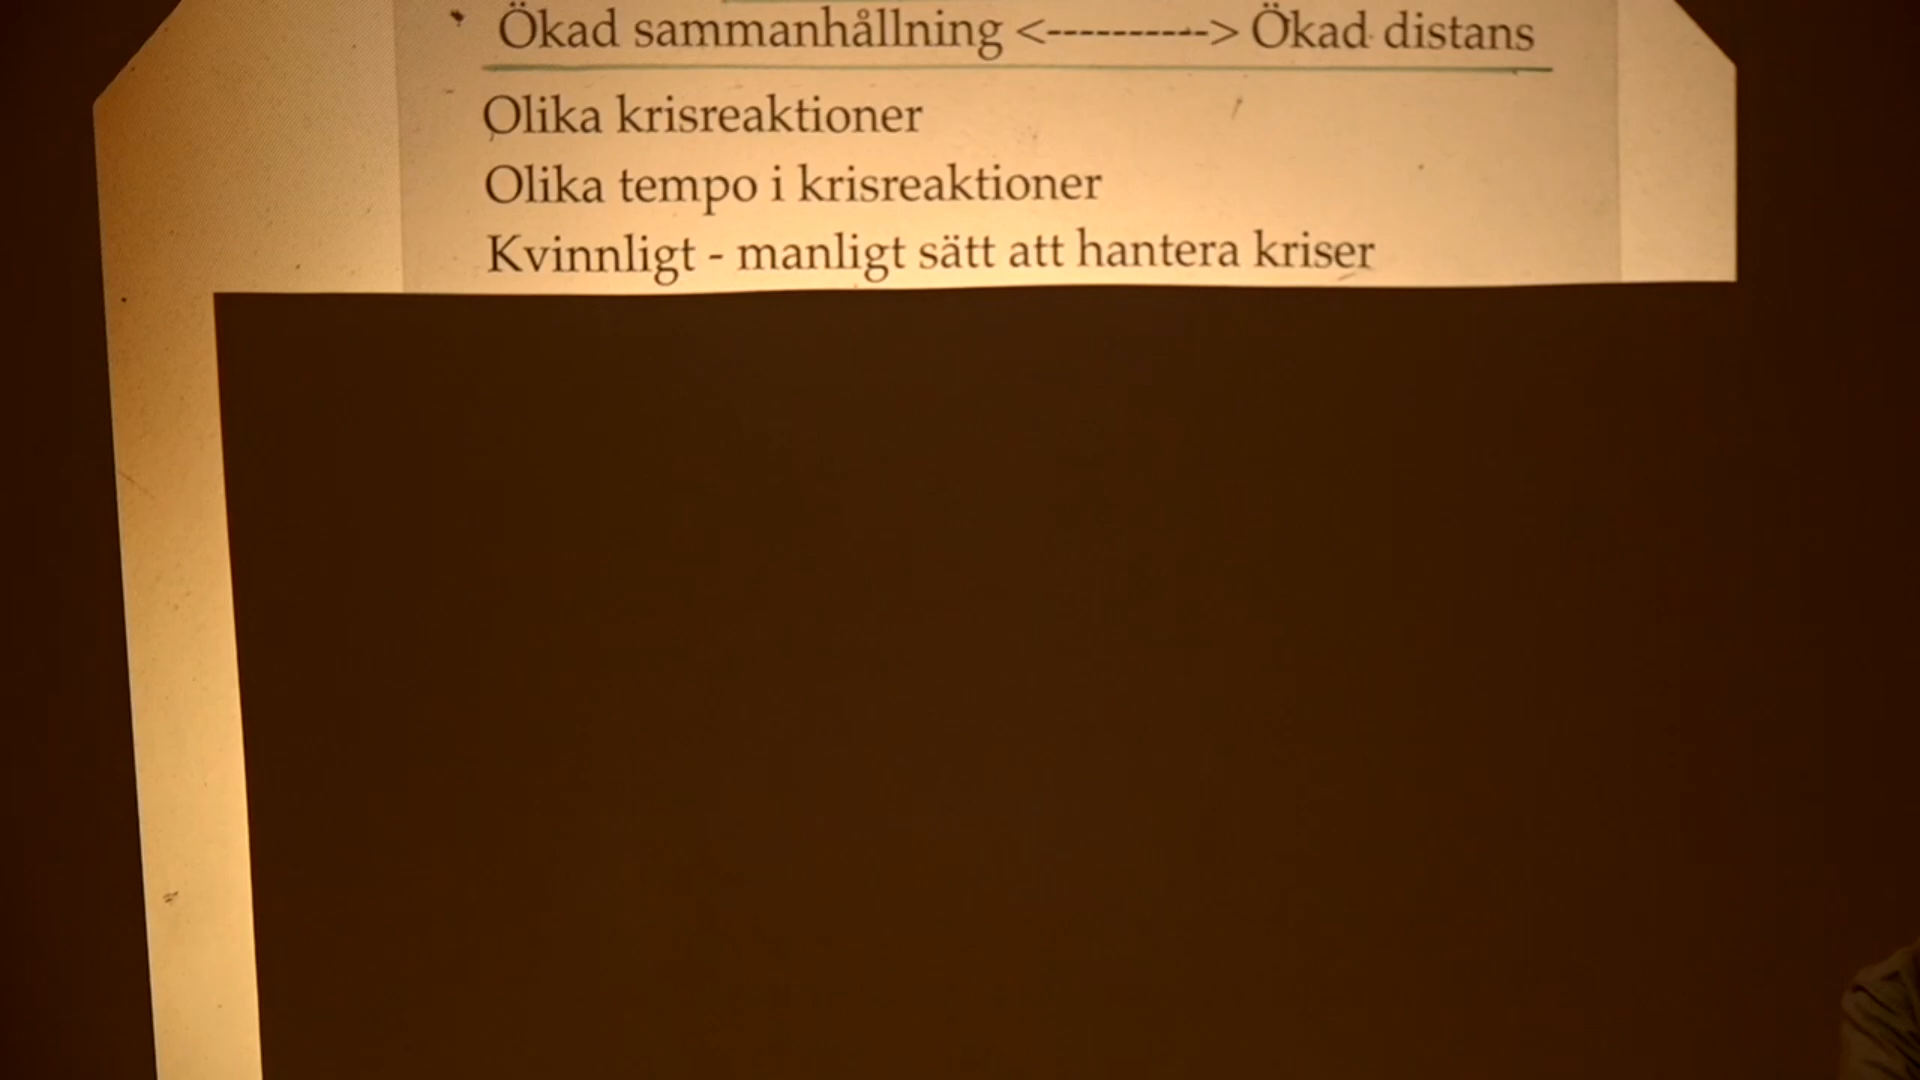 Ökad sammanhållning <----------> Ökad distans
Olika krisreaktioner
Olika tempo i krisreaktioner
Kvinnligt - manligt sätt att hantera kriser